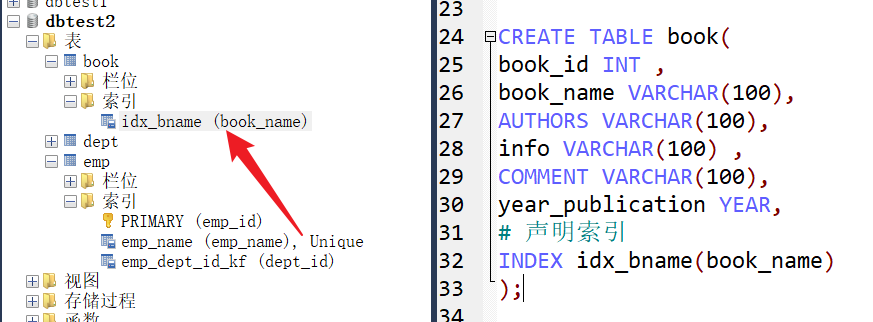 dbtest1
dbtest2
表
book
栏位
索引
idx_bname (book_name)
dept
emp
栏位
索引
PRIMARY (emp_id)
emp_name (emp_name), Unique
emp_dept_id_kf (dept_id)
视图
存储过程
函数
23
24 CREATE TABLE book(
25 book_id INT ,
26 book_name VARCHAR(100),
27 AUTHORS VARCHAR(100),
28 info VARCHAR(100) ,
29 COMMENT VARCHAR(100),
30 year_publication YEAR,
31 # 声明索引
32 INDEX idx_bname(book_name)
33 );
34